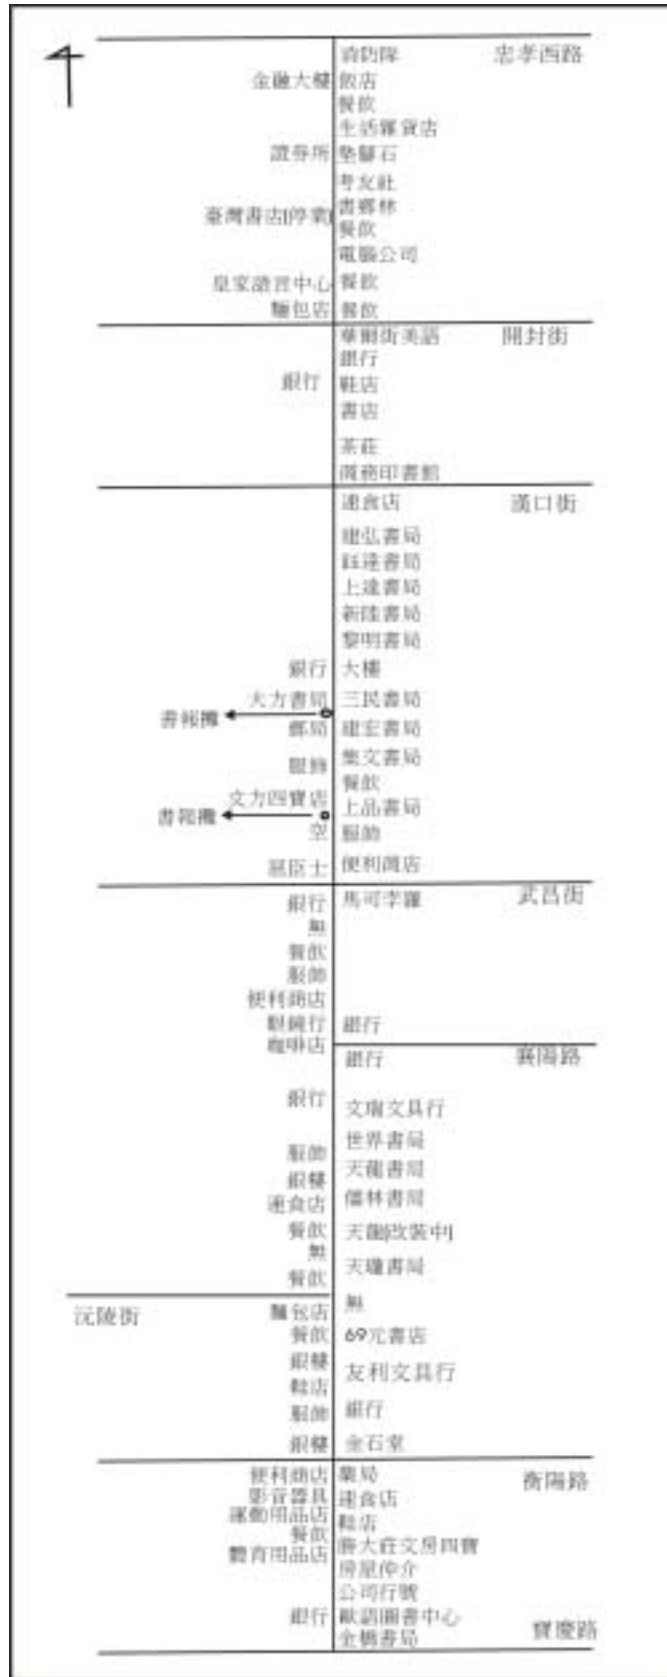 消防隊 忠孝西路
金融大樓 飯店
餐飲
生活雜貨店
證券所 墊腳石
考友社
書鄉林
臺灣書店(停業)
餐飲
電腦公司
皇家語言中心 餐飲
麵包店 餐飲
華爾街美語 開封街
銀行
銀行 鞋店
書店
茶莊
商務印書館
速食店 漢口街
建弘書局
鈺達書局
上達書局
新陸書局
黎明書局
銀行 大樓
大方書局 三民書局
書報攤
郵局 建宏書局
服飾 集文書局
餐飲
文方四寶店 上品書局
書報攤
空 服飾
屈臣士 便利商店
銀行 馬可孛羅 武昌街
無
餐飲
服飾
便利商店
眼鏡行 銀行
咖啡店
銀行 襄陽路
銀行 文瑞文具行
世界書局
服飾
天龍書局
銀樓
速食店 儒林書局
餐飲 天龍(改裝中)
無
餐飲 天瓏書局
沅陵街 麵包店 無
餐飲 69元書店
銀樓 友利文具行
鞋店
服飾 銀行
銀樓 金石堂
便利商店 藥局 衡陽路
影音器具 速食店
運動用品店 鞋店
餐飲
體育用品店 勝大莊文房四寶
房屋仲介
公司行號
銀行 歐語圖書中心 寶慶路
金橋書局